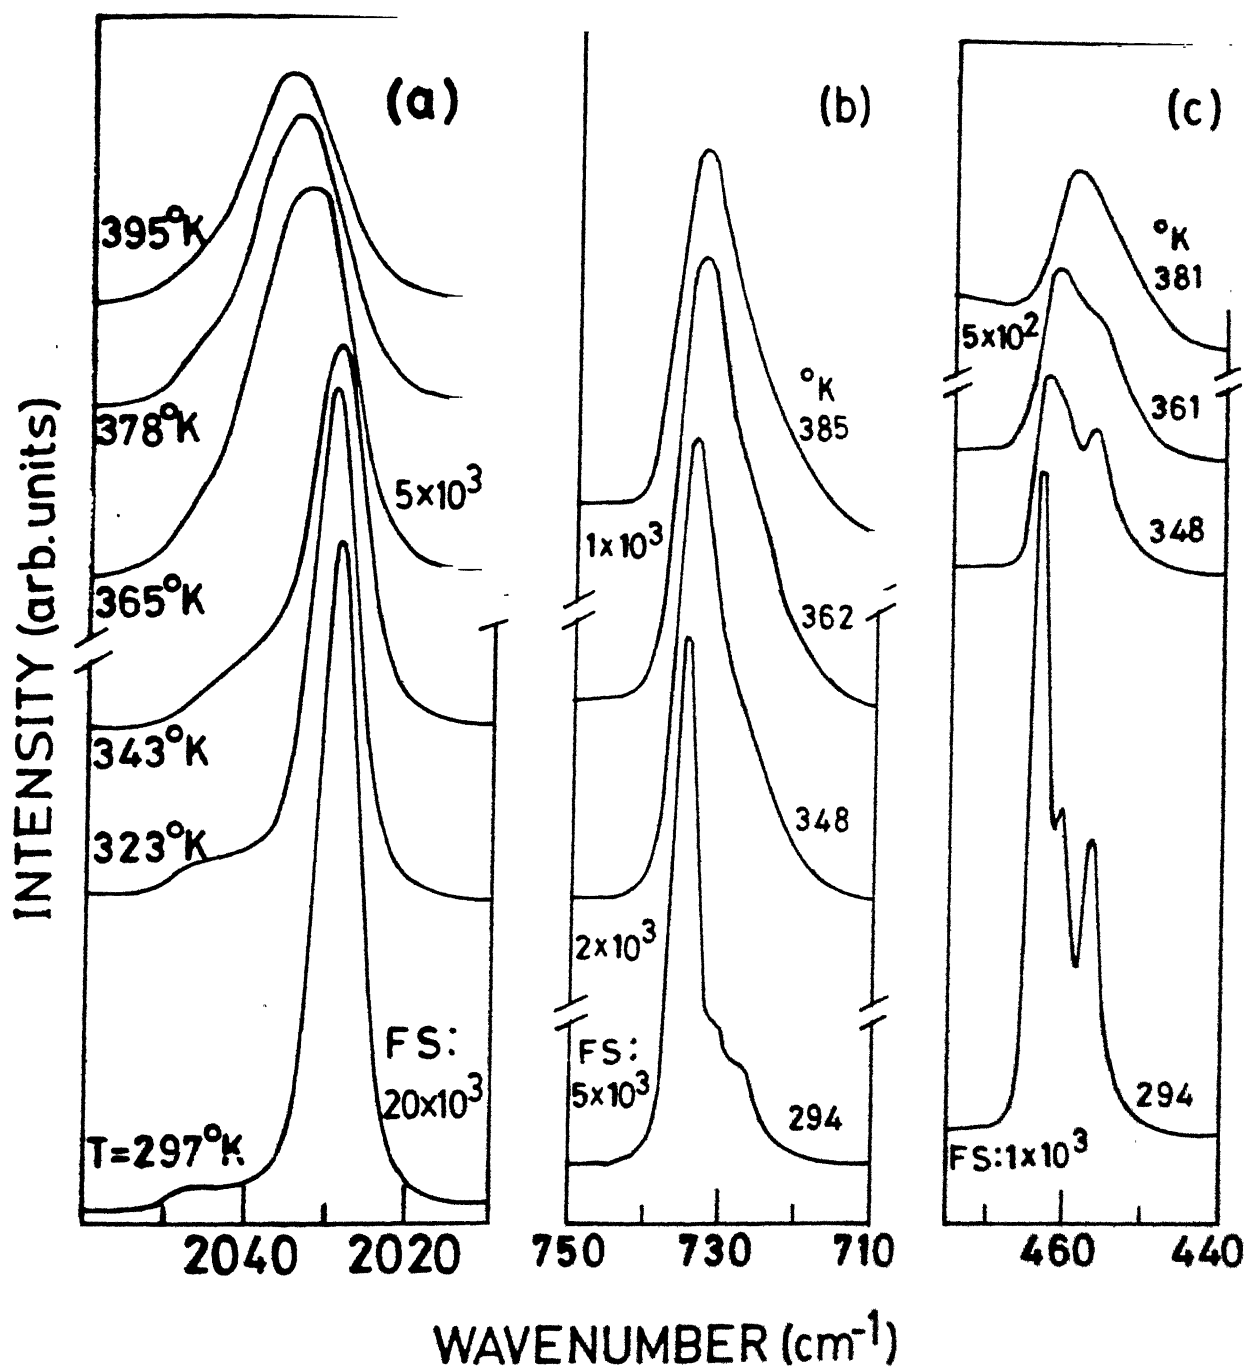 INTENSITY (arb.units)
(a)
395°K
378°K
5×10³
365°K
343°K
323°K
FS:
20×10³
T=297°K
2040 2020
(b)
°K
385
1×10³
362
348
2×10³
FS:
5×10³
294
750 730 710
(c)
°K
381
5×10²
361
348
294
FS:1×10³
460 440
WAVENUMBER (cm⁻¹)